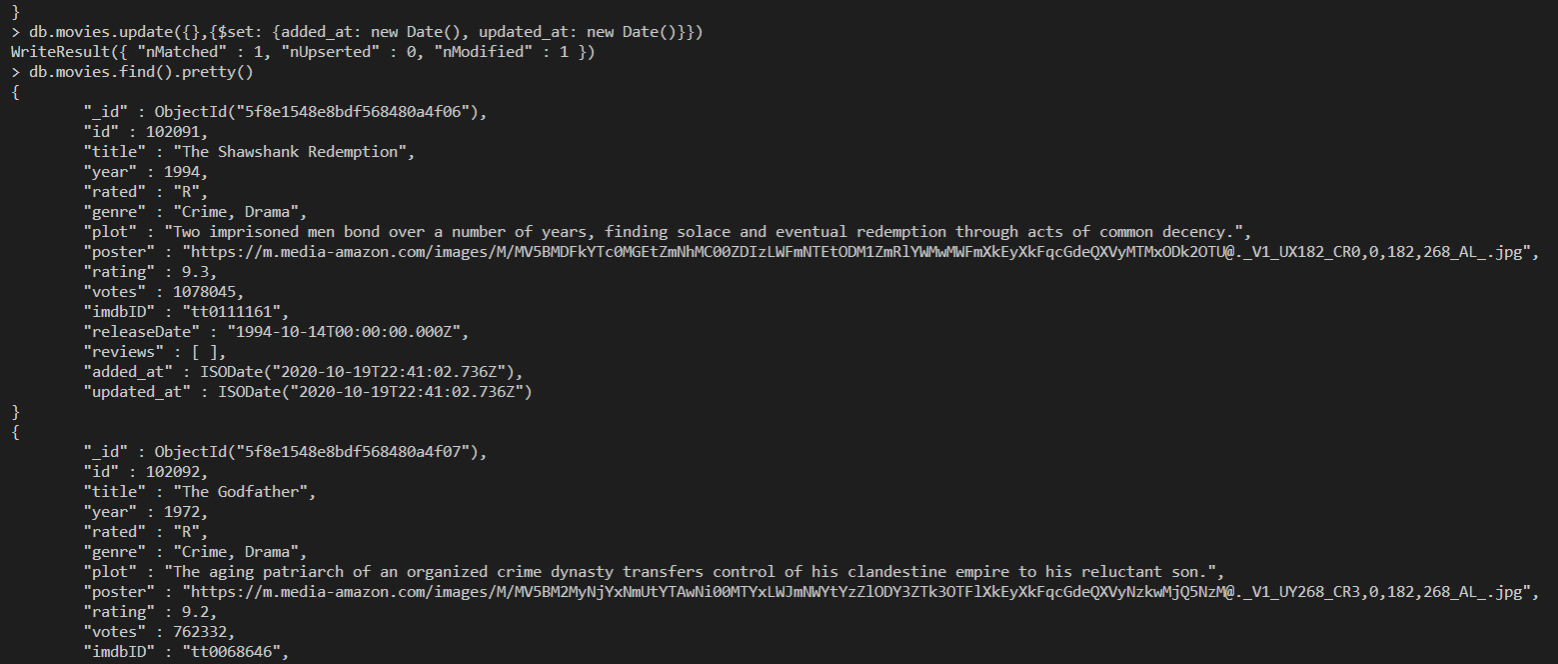 }
> db.movies.update({},{$set: {added_at: new Date(), updated_at: new Date()}})
WriteResult({ "nMatched" : 1, "nUpserted" : 0, "nModified" : 1 })
> db.movies.find().pretty()
{
"_id" : ObjectId("5f8e1548e8bdf568480a4f06"),
"id" : 102091,
"title" : "The Shawshank Redemption",
"year" : 1994,
"rated" : "R",
"genre" : "Crime, Drama",
"plot" : "Two imprisoned men bond over a number of years, finding solace and eventual redemption through acts of common decency.",
"poster" : "https://m.media-amazon.com/images/M/MV5BMDFkYTc0MGEtZmNhMC00ZDIzLWFmNTEtODM1ZmRlYWMwMWFmXkEyXkFqcGdeQXVyMTMxODk2OTU@._V1_UX182_CR0,0,182,268_AL_.jpg",
"rating" : 9.3,
"votes" : 1078045,
"imdbID" : "tt0111161",
"releaseDate" : "1994-10-14T00:00:00.000Z",
"reviews" : [ ],
"added_at" : ISODate("2020-10-19T22:41:02.736Z"),
"updated_at" : ISODate("2020-10-19T22:41:02.736Z")
}
{
"_id" : ObjectId("5f8e1548e8bdf568480a4f07"),
"id" : 102092,
"title" : "The Godfather",
"year" : 1972,
"rated" : "R",
"genre" : "Crime, Drama",
"plot" : "The aging patriarch of an organized crime dynasty transfers control of his clandestine empire to his reluctant son.",
"poster" : "https://m.media-amazon.com/images/M/MV5BM2MyNjYxNmUtYTAwNi00MTYxLWJmNWYtYzZlODY3ZTk3OTFlXkEyXkFqcGdeQXVyNzkwMjQ5NzM@._V1_UY268_CR3,0,182,268_AL_.jpg",
"rating" : 9.2,
"votes" : 762332,
"imdbID" : "tt0068646",